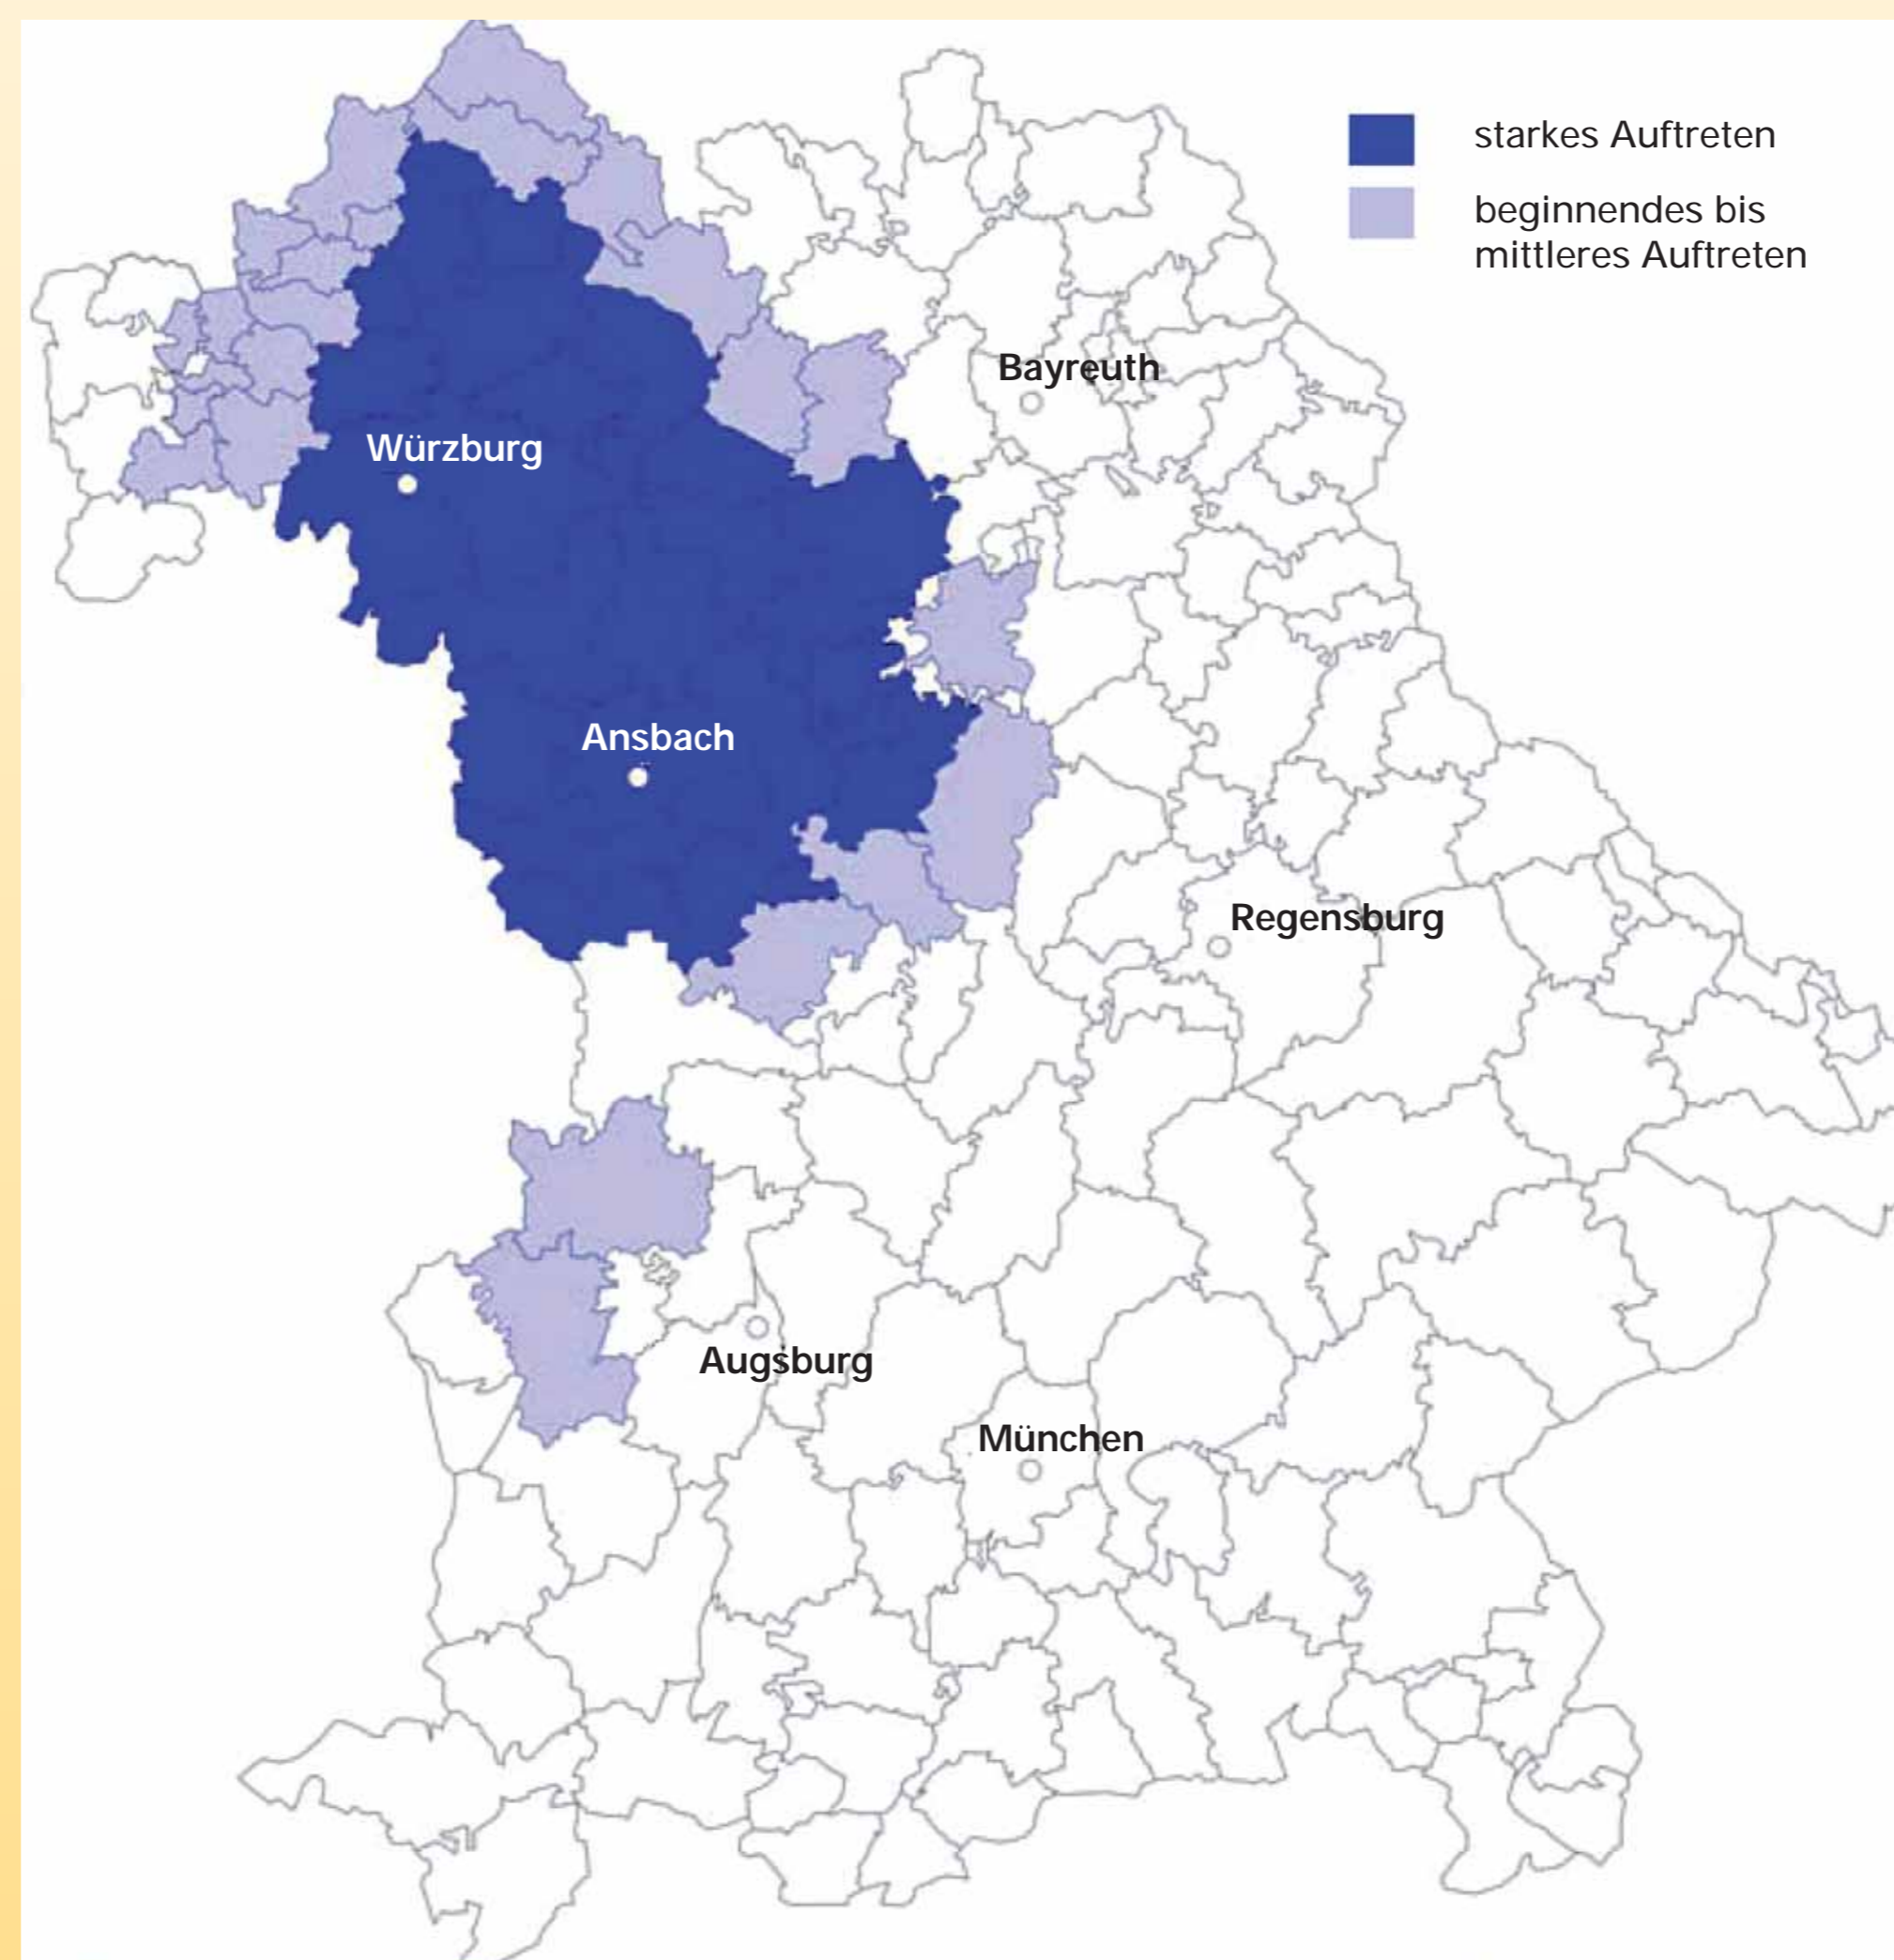 starkes Auftreten
beginnendes bis
mittleres Auftreten
Bayreuth
Würzburg
Ansbach
Regensburg
Augsburg
München